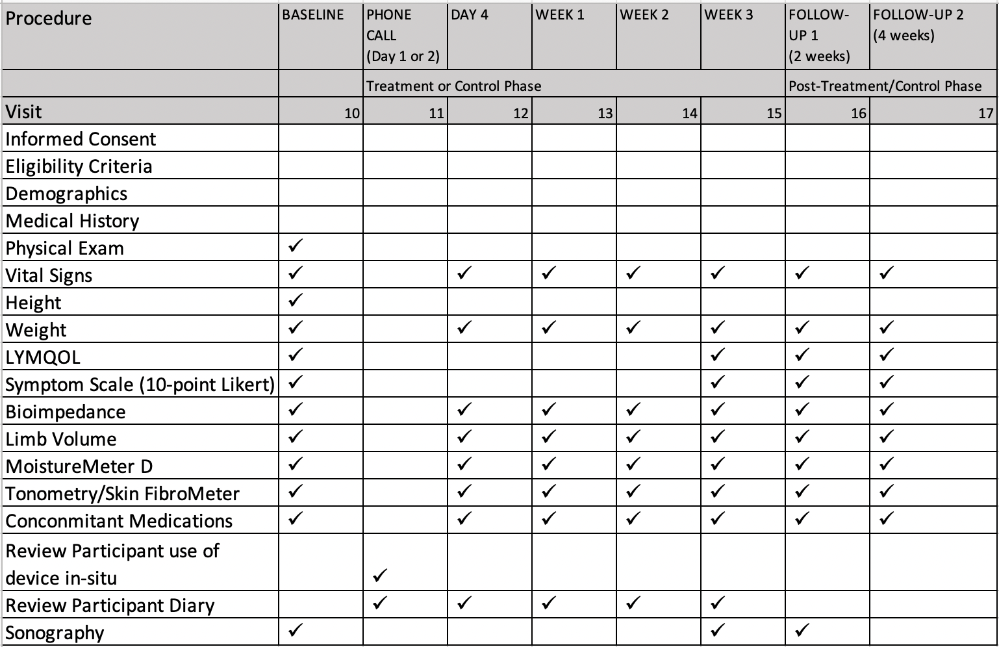 Procedure BASELINE PHONE CALL (Day 1 or 2) DAY 4 WEEK 1 WEEK 2 WEEK 3 FOLLOW-UP 1 (2 weeks) FOLLOW-UP 2 (4 weeks)
Treatment or Control Phase Post-Treatment/Control Phase
Visit 10 11 12 13 14 15 16 17
Informed Consent
Eligibility Criteria
Demographics
Medical History
Physical Exam ✓
Vital Signs ✓ ✓ ✓ ✓ ✓ ✓ ✓
Height ✓
Weight ✓ ✓ ✓ ✓ ✓ ✓ ✓
LYMQOL ✓ ✓ ✓ ✓
Symptom Scale (10-point Likert) ✓ ✓ ✓ ✓
Bioimpedance ✓ ✓ ✓ ✓ ✓ ✓ ✓
Limb Volume ✓ ✓ ✓ ✓ ✓ ✓ ✓
MoistureMeter D ✓ ✓ ✓ ✓ ✓ ✓ ✓
Tonometry/Skin FibroMeter ✓ ✓ ✓ ✓ ✓ ✓ ✓
Conconmitant Medications ✓ ✓ ✓ ✓ ✓ ✓ ✓
Review Participant use of
device in-situ ✓
Review Participant Diary ✓ ✓ ✓ ✓ ✓
Sonography ✓ ✓ ✓